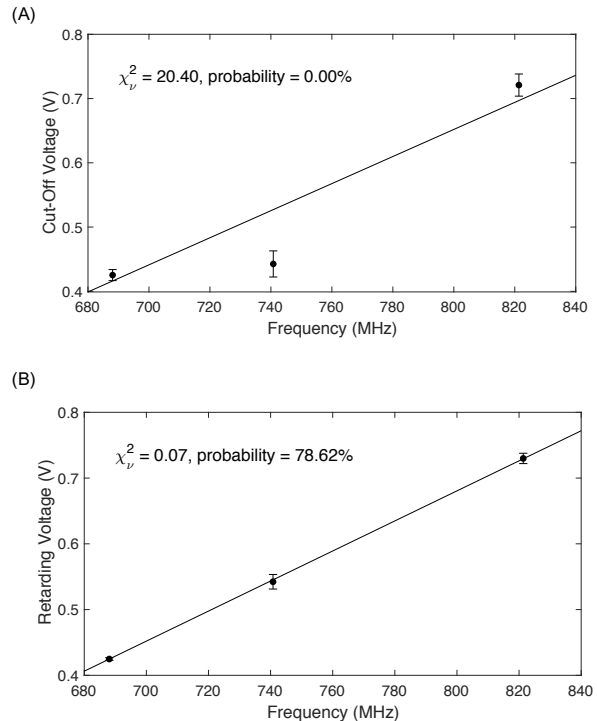 (A)
0.8
χ²ᵥ = 20.40, probability = 0.00%
0.7
Cut-Off Voltage (V)
0.6
0.5
0.4
680 700 720 740 760 780 800 820 840
Frequency (MHz)
(B)
0.8
χ²ᵥ = 0.07, probability = 78.62%
0.7
Retarding Voltage (V)
0.6
0.5
0.4
680 700 720 740 760 780 800 820 840
Frequency (MHz)